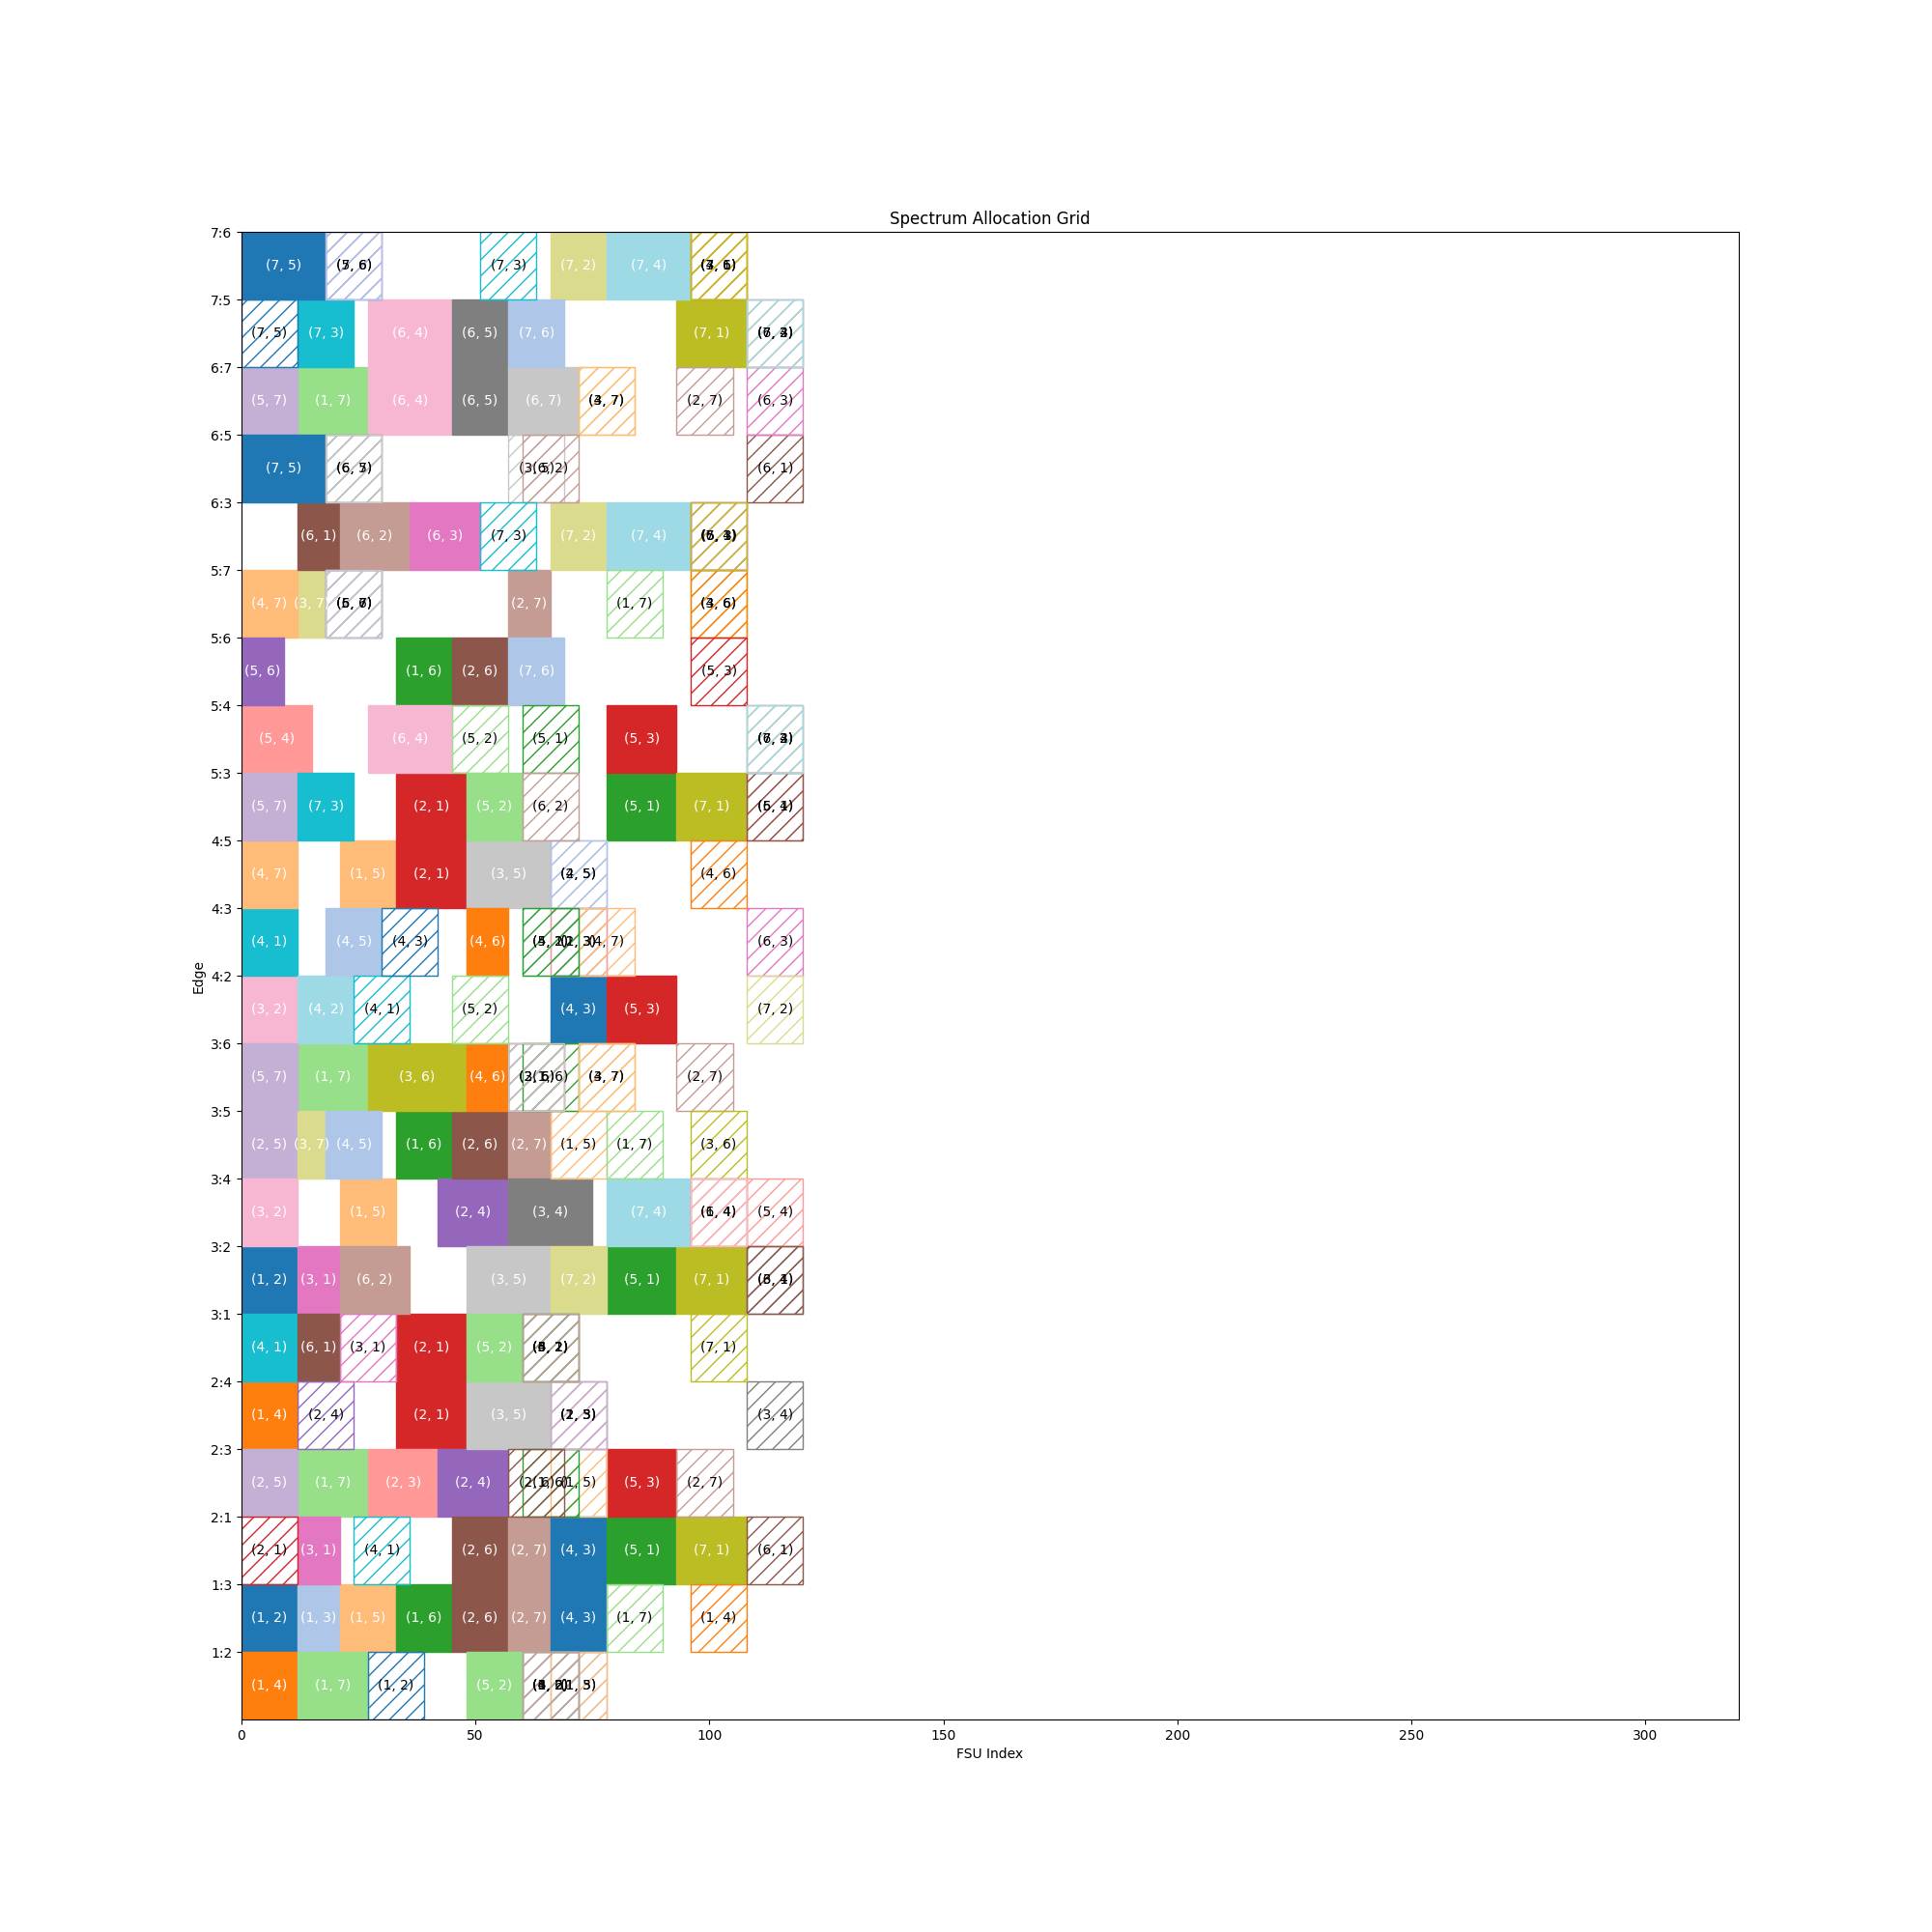 Spectrum Allocation Grid
7:6
(7, 5) (7, 3) (7, 2) (7, 4)
7:5
(7, 5) (7, 3) (6, 4) (6, 5) (7, 6) (7, 1)
6:7
(5, 7) (1, 7) (6, 4) (6, 5) (6, 7) (2, 7) (6, 3)
6:5
(7, 5) (6, 1)
6:3
(6, 1) (6, 2) (6, 3) (7, 3) (7, 2) (7, 4)
5:7
(4, 7) (3, 7) (2, 7) (1, 7)
5:6
(5, 6) (1, 6) (2, 6) (7, 6) (5, 3)
5:4
(5, 4) (6, 4) (5, 2) (5, 1) (5, 3)
5:3
(5, 7) (7, 3) (2, 1) (5, 2) (6, 2) (5, 1) (7, 1)
4:5
(4, 7) (1, 5) (2, 1) (3, 5) (4, 6)
4:3
(4, 1) (4, 5) (4, 3) (4, 6) (6, 3)
4:2
(3, 2) (4, 2) (4, 1) (5, 2) (4, 3) (5, 3) (7, 2)
3:6
(5, 7) (1, 7) (3, 6) (4, 6) (2, 7)
3:5
(2, 5) (3, 7) (4, 5) (1, 6) (2, 6) (2, 7) (1, 5) (1, 7) (3, 6)
3:4
(3, 2) (1, 5) (2, 4) (3, 4) (7, 4) (5, 4)
3:2
(1, 2) (3, 1) (6, 2) (3, 5) (7, 2) (5, 1) (7, 1)
3:1
(4, 1) (6, 1) (3, 1) (2, 1) (5, 2) (7, 1)
2:4
(1, 4) (2, 4) (2, 1) (3, 5) (3, 4)
2:3
(2, 5) (1, 7) (2, 3) (2, 4) (5, 3) (2, 7)
2:1
(2, 1) (3, 1) (4, 1) (2, 6) (2, 7) (4, 3) (5, 1) (7, 1) (6, 1)
1:3
(1, 2) (1, 3) (1, 5) (1, 6) (2, 6) (2, 7) (4, 3) (1, 7) (1, 4)
1:2
(1, 4) (1, 7) (1, 2) (5, 2)
Edge
0 50 100 150 200 250 300
FSU Index